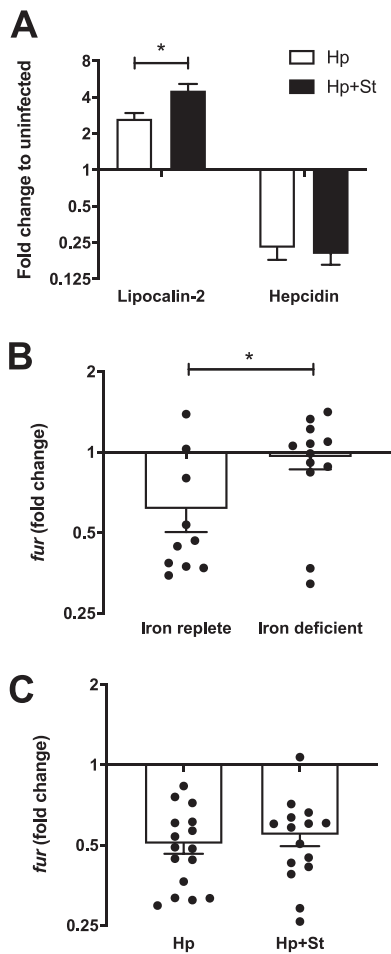 A
Fold change to uninfected
8
4
2
1
0.5
0.25
0.125
*
Hp
Hp+St
Lipocalin-2
Hepcidin
B
fur (fold change)
2
1
0.5
0.25
*
Iron replete
Iron deficient
C
fur (fold change)
2
1
0.5
0.25
Hp
Hp+St